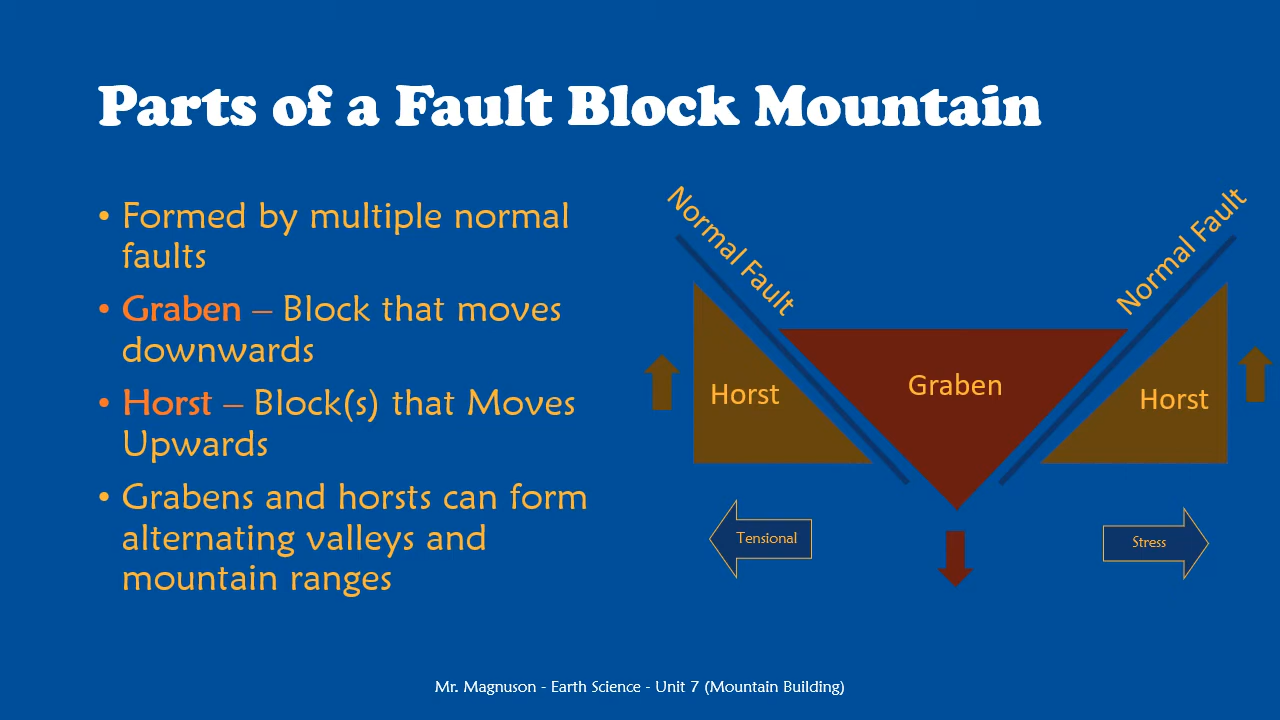 Parts of a Fault Block Mountain
• Formed by multiple normal
faults
• Graben – Block that moves
downwards
• Horst – Block(s) that Moves
Upwards
• Grabens and horsts can form
alternating valleys and
mountain ranges
Normal Fault
Normal Fault
Horst
Graben
Horst
Tensional
Stress
Mr. Magnuson - Earth Science - Unit 7 (Mountain Building)